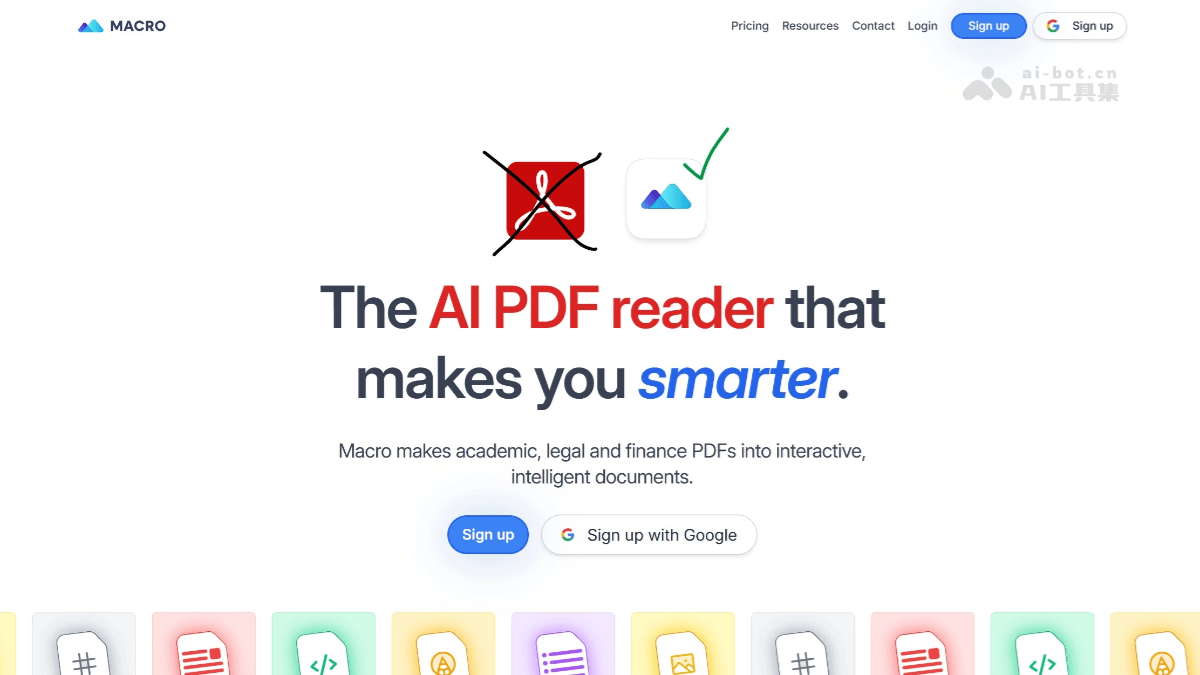 MACRO
Pricing Resources Contact Login Sign up Sign up
ai-bot.cn
AI工具集
The AI PDF reader that
makes you smarter.
Macro makes academic, legal and finance PDFs into interactive,
intelligent documents.
Sign up Sign up with Google